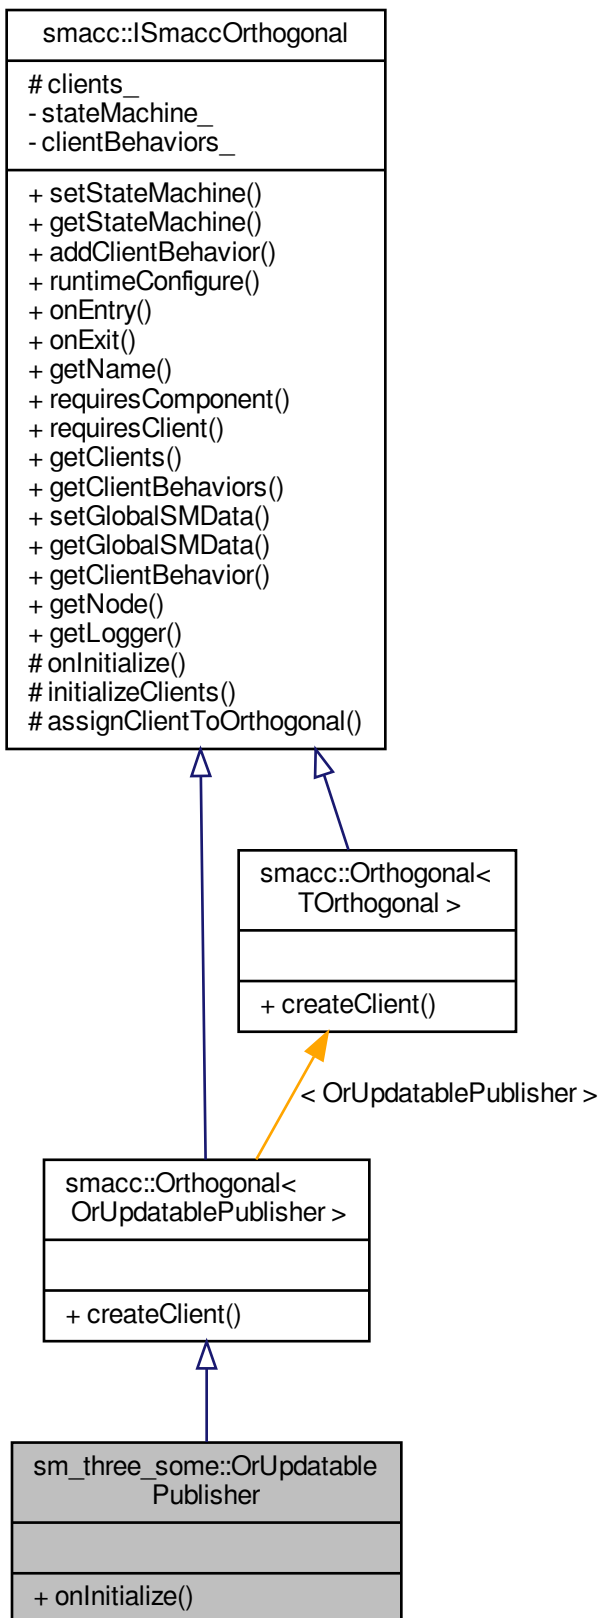 smacc::ISmaccOrthogonal
# clients_
- stateMachine_
- clientBehaviors_
+ setStateMachine()
+ getStateMachine()
+ addClientBehavior()
+ runtimeConfigure()
+ onEntry()
+ onExit()
+ getName()
+ requiresComponent()
+ requiresClient()
+ getClients()
+ getClientBehaviors()
+ setGlobalSMData()
+ getGlobalSMData()
+ getClientBehavior()
+ getNode()
+ getLogger()
# onInitialize()
# initializeClients()
# assignClientToOrthogonal()
smacc::Orthogonal<
TOrthogonal >
+ createClient()
< OrUpdatablePublisher >
smacc::Orthogonal<
OrUpdatablePublisher >
+ createClient()
sm_three_some::OrUpdatable
Publisher
+ onInitialize()